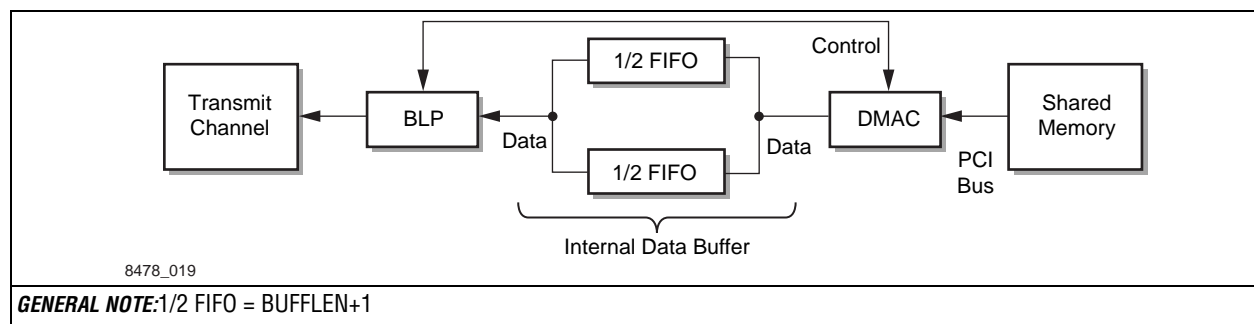 1/2 FIFO
Control
Transmit
Channel
BLP
Data
Data
DMAC
Shared
Memory
1/2 FIFO
PCI
Bus
Internal Data Buffer
8478_019
GENERAL NOTE:1/2 FIFO = BUFFLEN+1